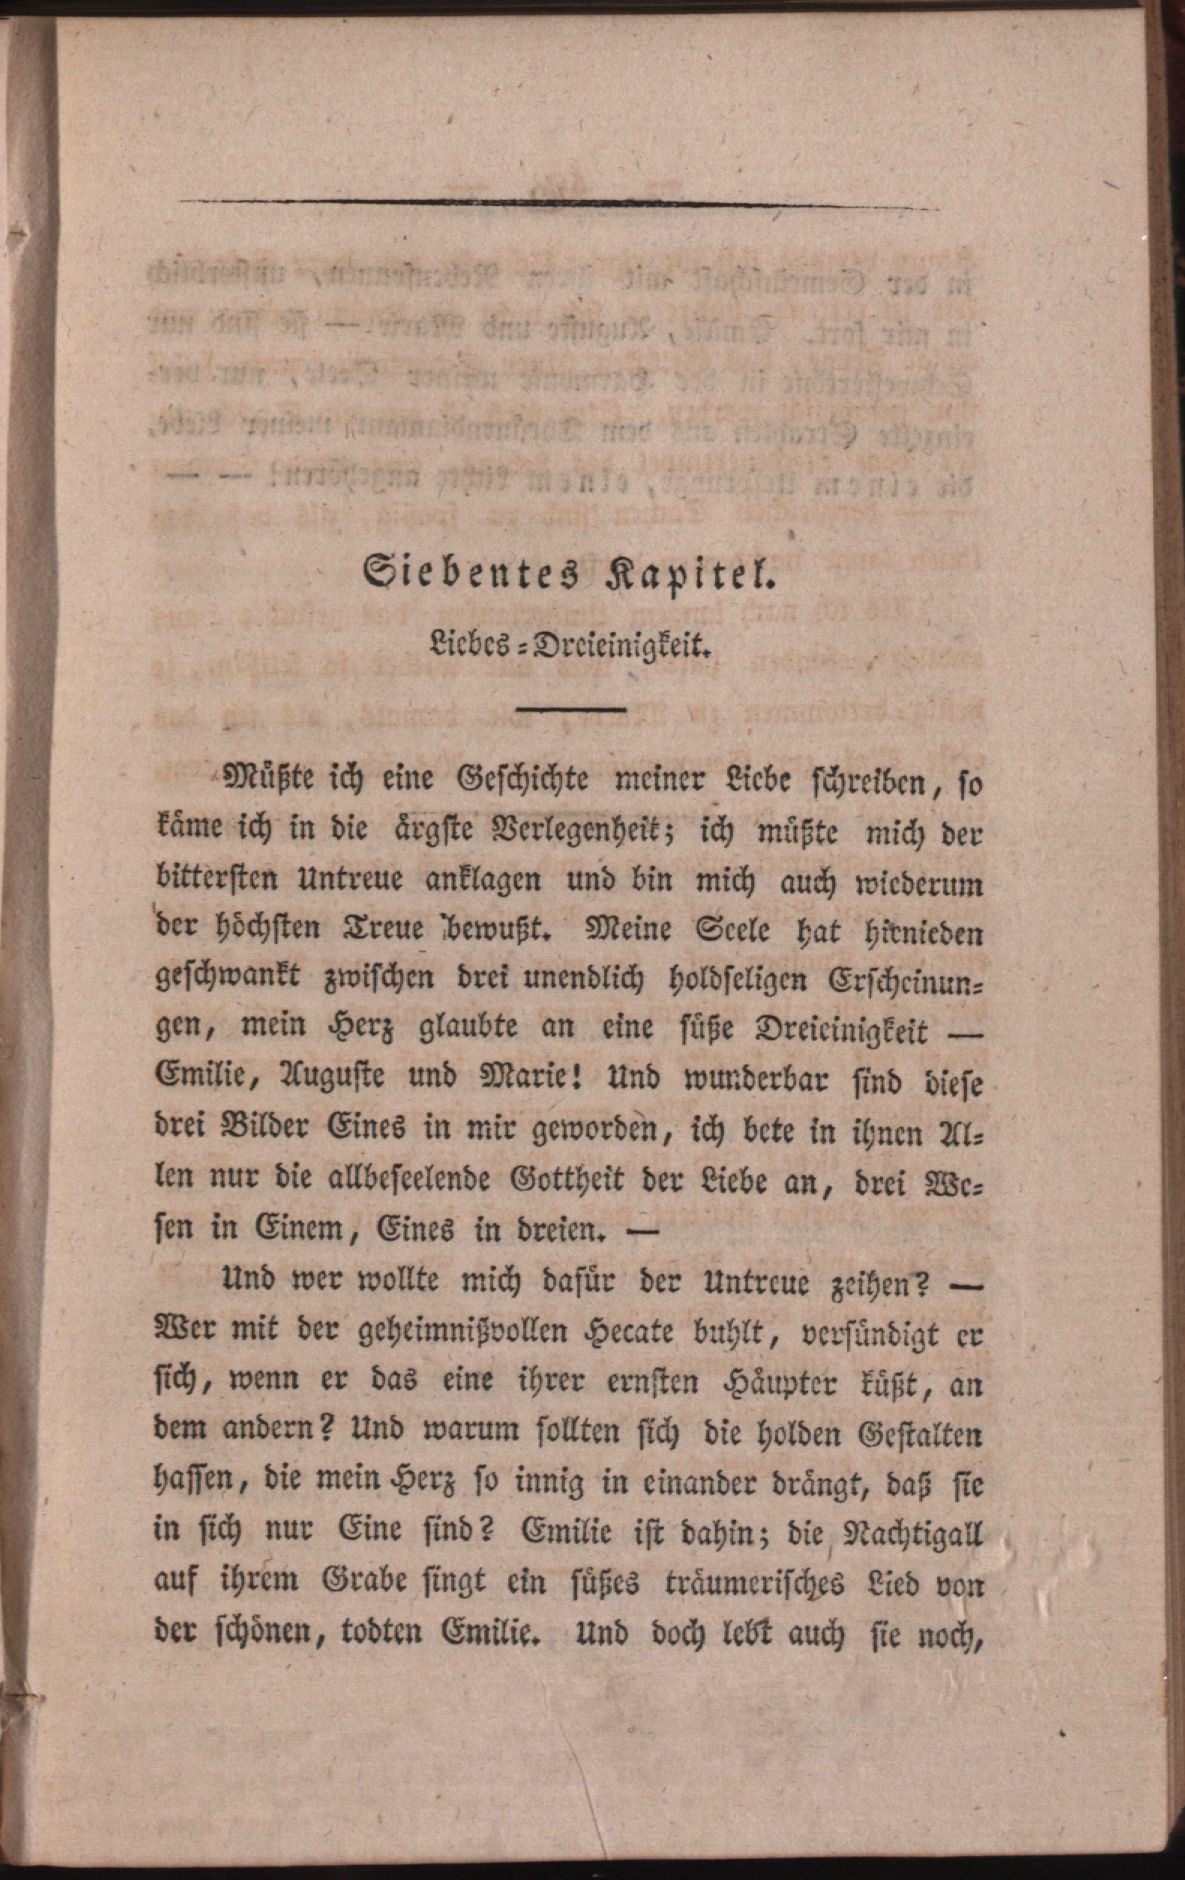 Siebentes Kapitel.
Liebes-Dreieinigkeit.
Müßte ich eine Geschichte meiner Liebe schreiben, so
käme ich in die ärgste Verlegenheit; ich müßte mich der
bittersten Untreue anklagen und bin mich auch wiederum
der höchsten Treue bewußt. Meine Seele hat hienieden
geschwankt zwischen drei unendlich holdseligen Erscheinun-
gen, mein Herz glaubte an eine süße Dreieinigkeit —
Emilie, Auguste und Marie! Und wunderbar sind diese
drei Bilder Eines in mir geworden, ich bete in ihnen Al-
len nur die allbeseelende Gottheit der Liebe an, drei We-
sen in Einem, Eines in dreien. —
Und wer wollte mich dafür der Untreue zeihen? —
Wer mit der geheimnißvollen Hecate buhlt, versündigt er
sich, wenn er das eine ihrer ernsten Häupter küßt, an
dem andern? Und warum sollten sich die holden Gestalten
hassen, die mein Herz so innig in einander drängt, daß sie
in sich nur Eine sind? Emilie ist dahin; die Nachtigall
auf ihrem Grabe singt ein süßes träumerisches Lied von
der schönen, todten Emilie. Und doch lebt auch sie noch,